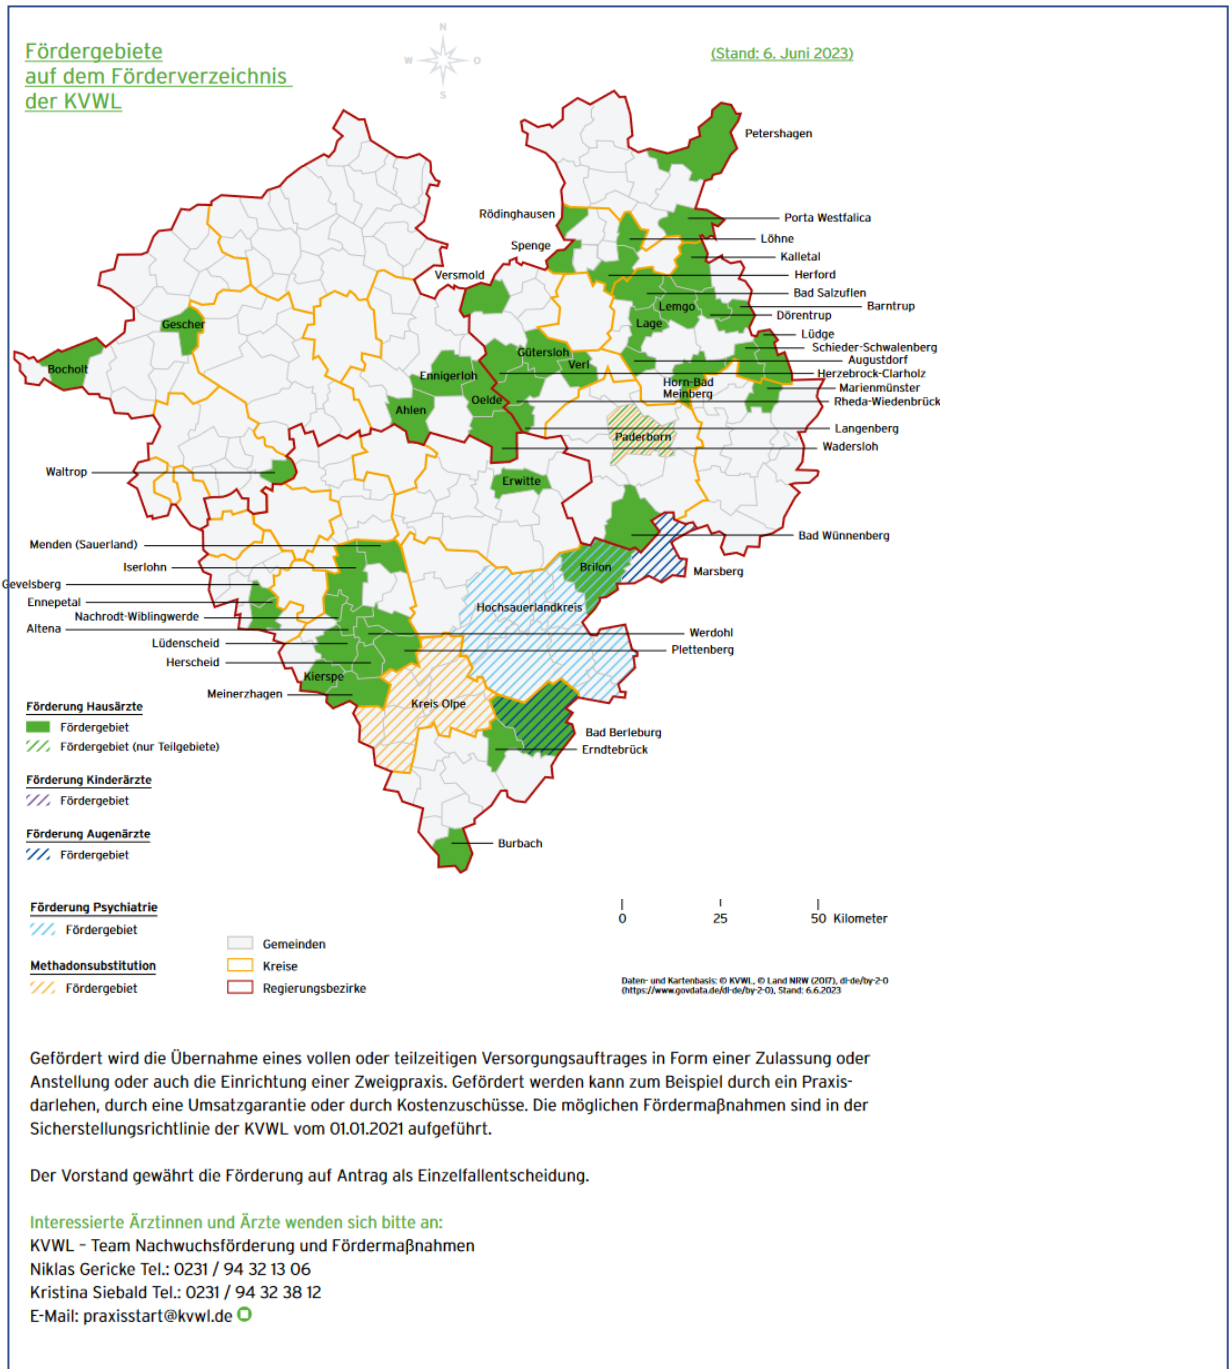 Fördergebiete
auf dem Förderverzeichnis
der KVWL
N
W
O
S
(Stand: 6. Juni 2023)
Petershagen
Rödinghausen
Porta Westfalica
Löhne
Spenge
Kalletal
Versmold
Herford
Bad Salzuflen
Lemgo
Barntrup
Dörentrup
Gescher
Lage
Lüdge
Schieder-Schwalenberg
Gütersloh
Augustdorf
Bocholt
Ennigerloh
Verl
Herzebrock-Clarholz
Horn-Bad
Meinberg
Marienmünster
Oelde
Rheda-Wiedenbrück
Ahlen
Langenberg
Paderborn
Wadersloh
Waltrop
Erwitte
Bad Wünnenberg
Menden (Sauerland)
Iserlohn
Brilon
Marsberg
Gevelsberg
Ennepetal
Hochsauerlandkreis
Nachrodt-Wiblingwerde
Altena
Werdohl
Lüdenscheid
Plettenberg
Herscheid
Kierspe
Meinerzhagen
Kreis Olpe
Bad Berleburg
Erndtebrück
Burbach
Förderung Hausärzte
Fördergebiet
Fördergebiet (nur Teilgebiete)
Förderung Kinderärzte
Fördergebiet
Förderung Augenärzte
Fördergebiet
Förderung Psychiatrie
Fördergebiet
Methadonsubstitution
Fördergebiet
Gemeinden
Kreise
Regierungsbezirke
0 25 50 Kilometer
Daten- und Kartenbasis: © KVWL, © Land NRW (2017), dl-de/by-2-0
(https://www.govdata.de/dl-de/by-2-0), Stand: 6.6.2023
Gefördert wird die Übernahme eines vollen oder teilzeitigen Versorgungsauftrages in Form einer Zulassung oder
Anstellung oder auch die Einrichtung einer Zweigpraxis. Gefördert werden kann zum Beispiel durch ein Praxis-
darlehen, durch eine Umsatzgarantie oder durch Kostenzuschüsse. Die möglichen Fördermaßnahmen sind in der
Sicherstellungsrichtlinie der KVWL vom 01.01.2021 aufgeführt.
Der Vorstand gewährt die Förderung auf Antrag als Einzelfallentscheidung.
Interessierte Ärztinnen und Ärzte wenden sich bitte an:
KVWL – Team Nachwuchsförderung und Fördermaßnahmen
Niklas Gericke Tel.: 0231 / 94 32 13 06
Kristina Siebald Tel.: 0231 / 94 32 38 12
E-Mail: praxisstart@kvwl.de